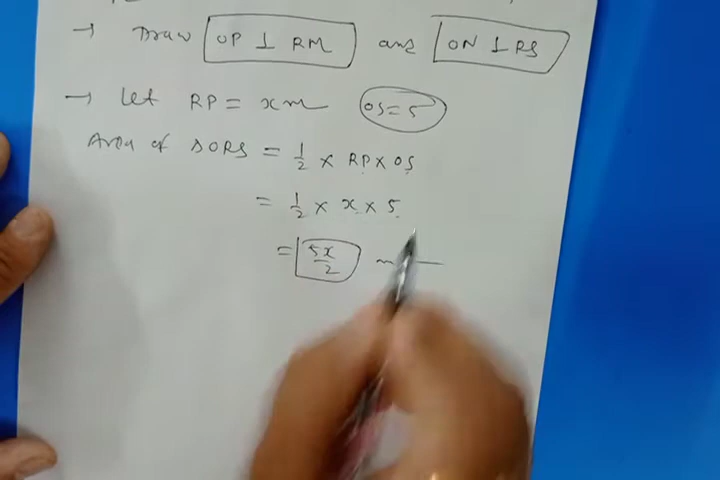 → Draw OP ⊥ RM and ON ⊥ RS
→ Let RP = xm OS = 5
Area of ΔORS = 1/2 × RP × OS
= 1/2 × x × 5
= 5x/2